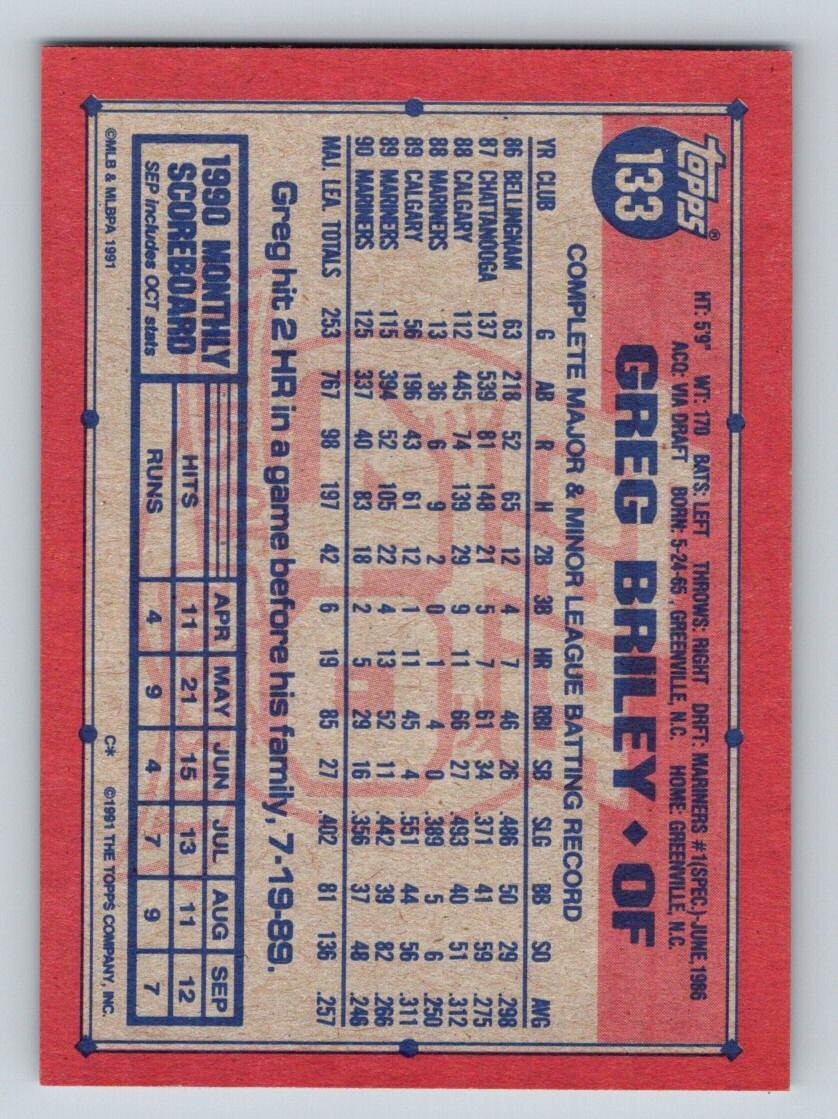 topps®
133
HT: 5'9" WT: 170 BATS: LEFT THROWS: RIGHT DRFT: MARINERS #1(SPEC.)-JUNE, 1986
ACQ: VIA DRAFT BORN: 5-24-65, GREENVILLE, N.C. HOME: GREENVILLE, N.C.
GREG BRILEY ◆ OF
COMPLETE MAJOR & MINOR LEAGUE BATTING RECORD
YR CLUB G AB R H 2B 3B HR RBI SB SLG BB SO AVG
86 BELLINGNAM 63 218 52 65 12 4 7 46 26 .486 50 29 .298
87 CHATTANOOGA 137 539 81 148 21 5 7 61 34 .371 41 59 .275
88 CALGARY 112 445 74 139 29 9 11 66 27 .493 40 51 .312
88 MARINERS 13 36 6 9 2 0 1 4 0 .389 5 6 .250
89 CALGARY 56 196 43 61 12 1 11 45 4 .551 44 56 .311
89 MARINERS 115 394 52 105 22 4 13 52 11 .442 39 82 .266
90 MARINERS 125 337 40 83 18 2 5 29 16 .356 37 48 .246
MAJ. LEA. TOTALS 253 767 98 197 42 6 19 85 27 .402 81 136 .257
Greg hit 2 HR in a game before his family, 7-19-89.
1990 MONTHLY
SCOREBOARD
SEP includes OCT stats
APR MAY JUN JUL AUG SEP
HITS 11 21 15 13 11 12
RUNS 4 9 4 7 9 7
©MLB & MLBPA 1991
C* ©1991 THE TOPPS COMPANY, INC.